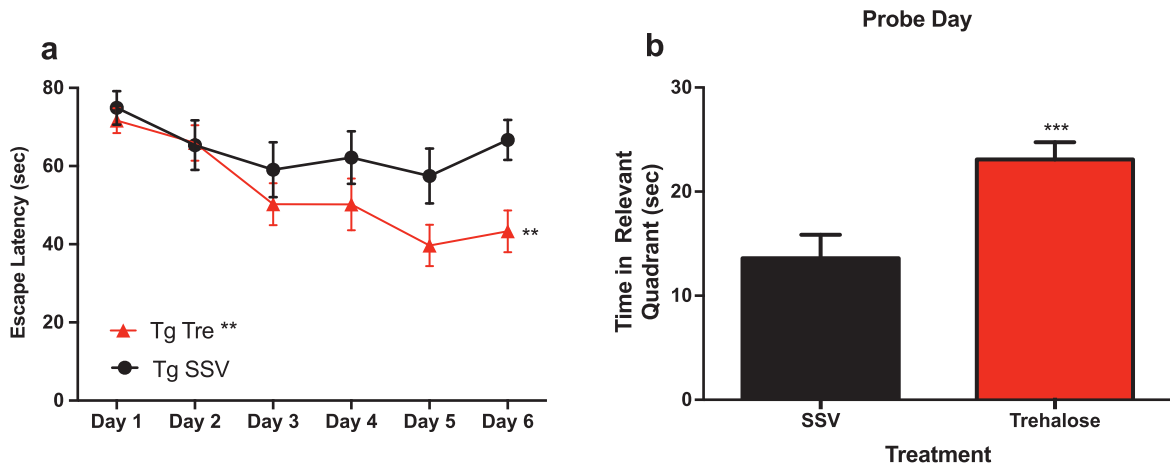 a
Escape Latency (sec)
80
60
40
20
0
**
Tg Tre **
Tg SSV
Day 1 Day 2 Day 3 Day 4 Day 5 Day 6
b
Probe Day
Time in Relevant
Quadrant (sec)
30
20
10
0
***
SSV Trehalose
Treatment